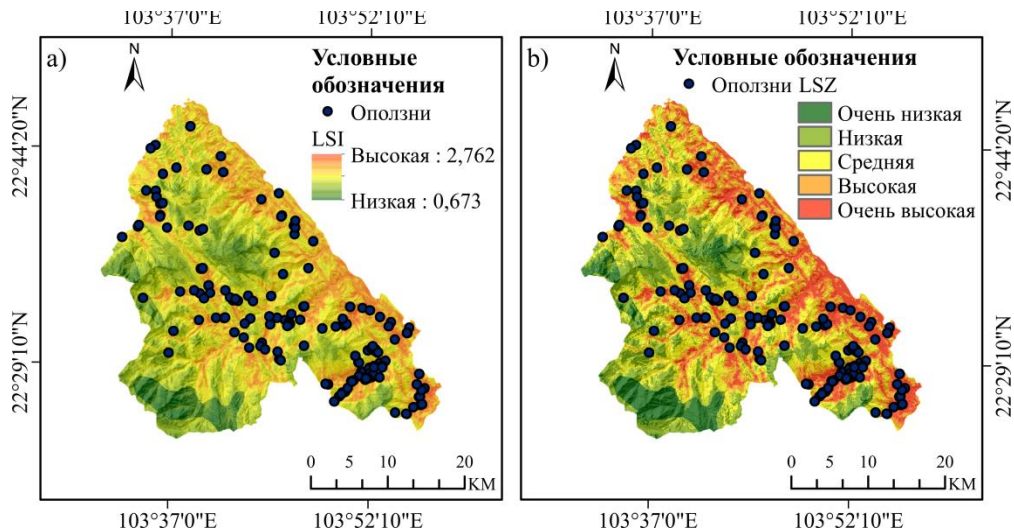 103°37'0"E 103°52'10"E 103°37'0"E 103°52'10"E
a)
N
Условные
обозначения
Оползни
LSI
Высокая : 2,762
Низкая : 0,673
22°44'20"N
22°29'10"N
0 5 10 20
KM
103°37'0"E 103°52'10"E
b)
N
Условные обозначения
Оползни LSZ
Очень низкая
Низкая
Средняя
Высокая
Очень высокая
22°44'20"N
22°29'10"N
0 5 10 20
KM
103°37'0"E 103°52'10"E